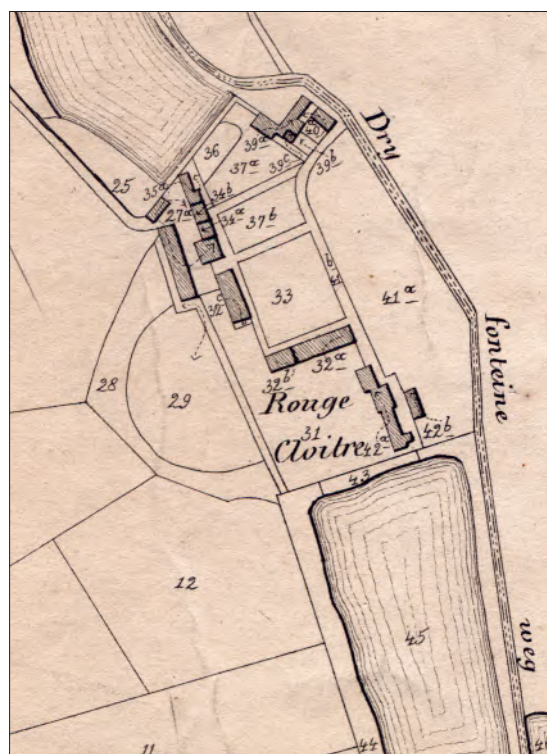 Dry
fonteine
weg
40a
39a
36
37a
39c
39b
25
35a
34b
27a
34a
37b
41a
33
32c
28
29
32b
32a
Rouge
31
Cloitre
42a
42b
43
12
45
11
44